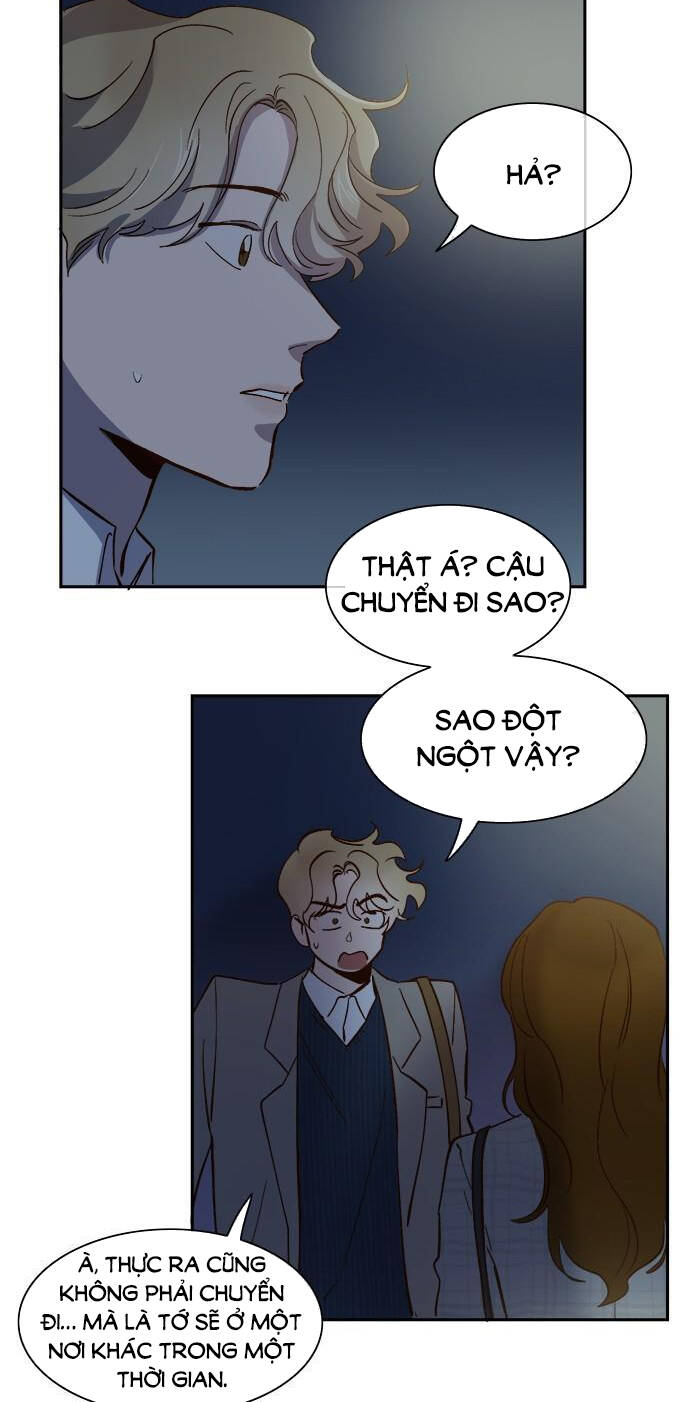 HẢ?
THẬT Á? CẬU
CHUYỂN ĐI SAO?
SAO ĐỘT
NGỘT VẬY?
À, THỰC RA CŨNG
KHÔNG PHẢI CHUYỂN
ĐI... MÀ LÀ TỚ SẼ Ở MỘT
NƠI KHÁC TRONG MỘT
THỜI GIAN.